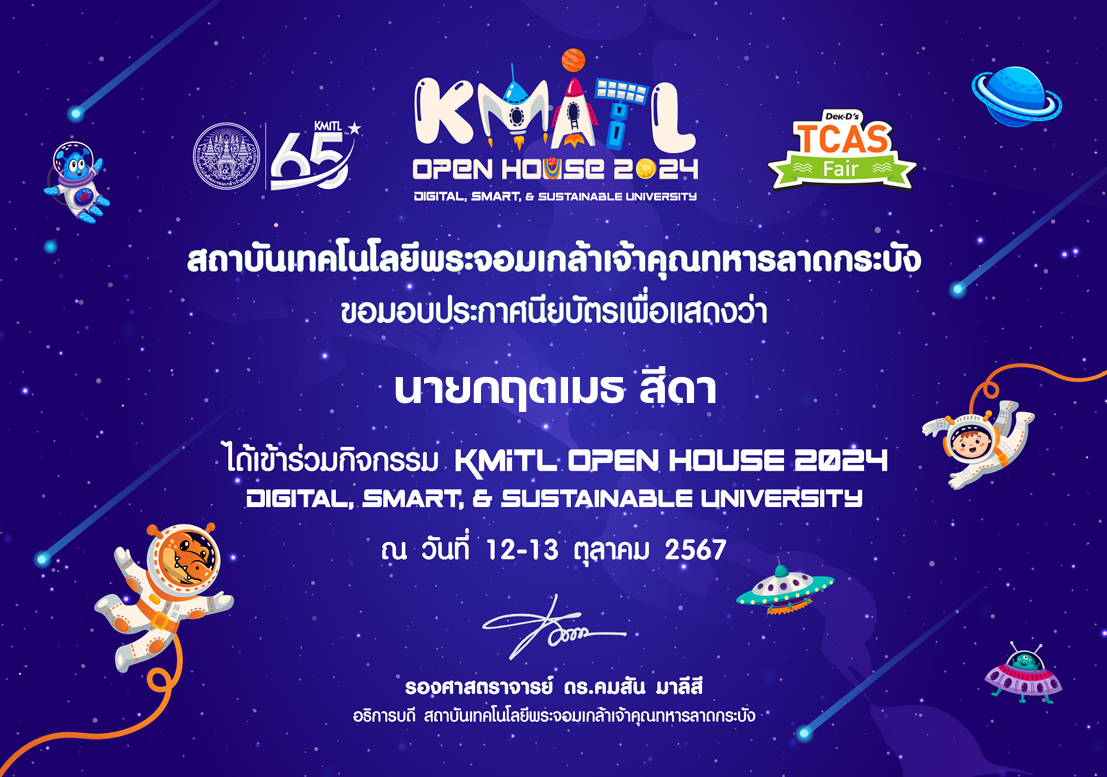 KMITL
65
KMiTL
OPEN HOUSE 2024
DIGITAL, SMART, & SUSTAINABLE UNIVERSITY
Dek-D's
TCAS
Fair
สถาบันเทคโนโลยีพระจอมเกล้าเจ้าคุณทหารลาดกระบัง
ขอมอบประกาศนียบัตรเพื่อแสดงว่า
นายกฤตเมธ สีดา
ได้เข้าร่วมกิจกรรม KMiTL OPEN HOUSE 2024
DIGITAL, SMART, & SUSTAINABLE UNIVERSITY
ณ วันที่ 12-13 ตุลาคม 2567
รองศาสตราจารย์ ดร.คมสัน มาลีสี
อธิการบดี สถาบันเทคโนโลยีพระจอมเกล้าเจ้าคุณทหารลาดกระบัง